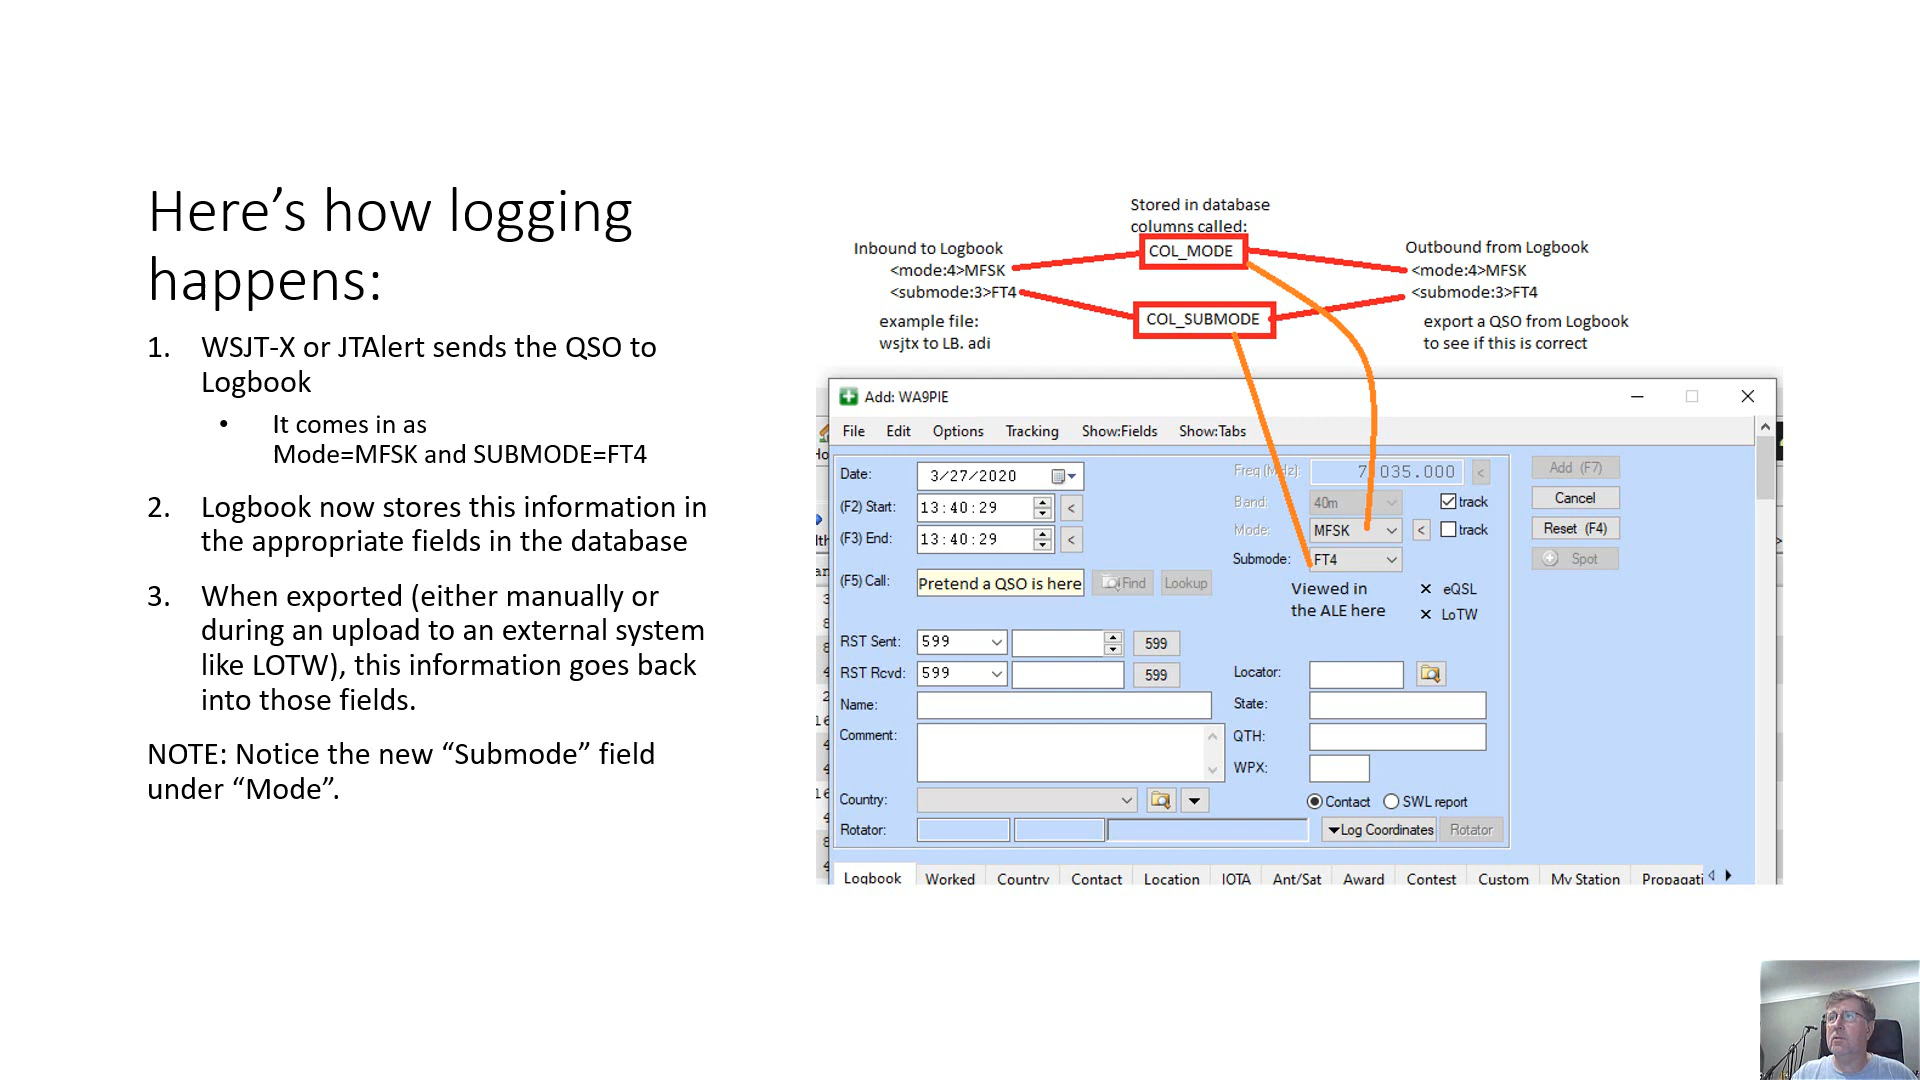 Here’s how logging
happens:
1. WSJT-X or JTAlert sends the QSO to
Logbook
• It comes in as
Mode=MFSK and SUBMODE=FT4
2. Logbook now stores this information in
the appropriate fields in the database
3. When exported (either manually or
during an upload to an external system
like LOTW), this information goes back
into those fields.
NOTE: Notice the new “Submode” field
under “Mode”.
Stored in database
columns called:
Inbound to Logbook
<mode:4>MFSK
<submode:3>FT4
example file:
wsjtx to LB. adi
COL_MODE
COL_SUBMODE
Outbound from Logbook
<mode:4>MFSK
<submode:3>FT4
export a QSO from Logbook
to see if this is correct
Add: WA9PIE
File Edit Options Tracking Show:Fields Show:Tabs
Date: 3/27/2020
(F2) Start: 13:40:29 <
(F3) End: 13:40:29 <
(F5) Call: Pretend a QSO is here Find Lookup
RST Sent: 599 599
RST Rcvd: 599 599
Name:
Comment:
Country:
Rotator:
Freq (MHz): 7.035.000 <
Band: 40m track
Mode: MFSK < track
Submode: FT4
Viewed in
the ALE here
× eQSL
× LoTW
Locator:
State:
QTH:
WPX:
Contact SWL report
Log Coordinates Rotator
Add (F7)
Cancel
Reset (F4)
Spot
Logbook Worked Country Contact Location IOTA Ant/Sat Award Contest Custom My Station Propagati